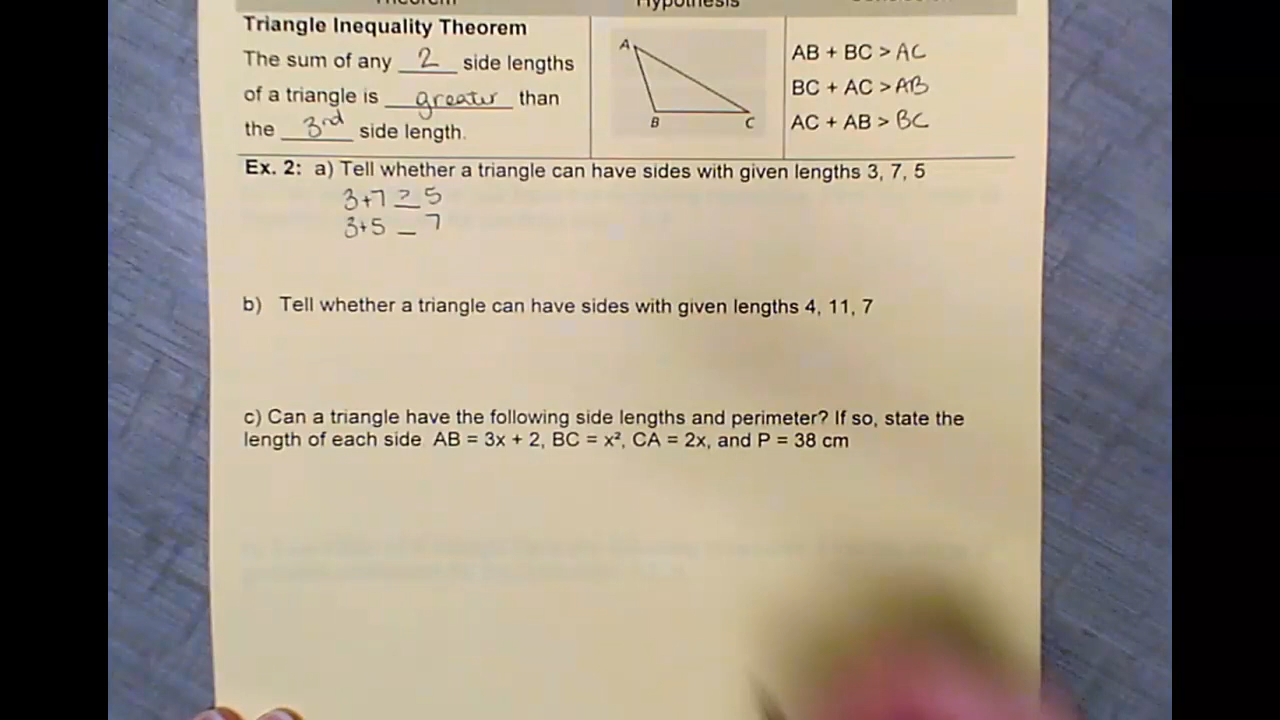 Theorem Hypothesis Conclusion
Triangle Inequality Theorem
The sum of any 2 side lengths
of a triangle is greater than
the 3rd side length.
A
B C
AB + BC > AC
BC + AC > AB
AC + AB > BC
Ex. 2: a) Tell whether a triangle can have sides with given lengths 3, 7, 5
3+7 > 5
3+5 _ 7
b) Tell whether a triangle can have sides with given lengths 4, 11, 7
c) Can a triangle have the following side lengths and perimeter? If so, state the
length of each side AB = 3x + 2, BC = x², CA = 2x, and P = 38 cm